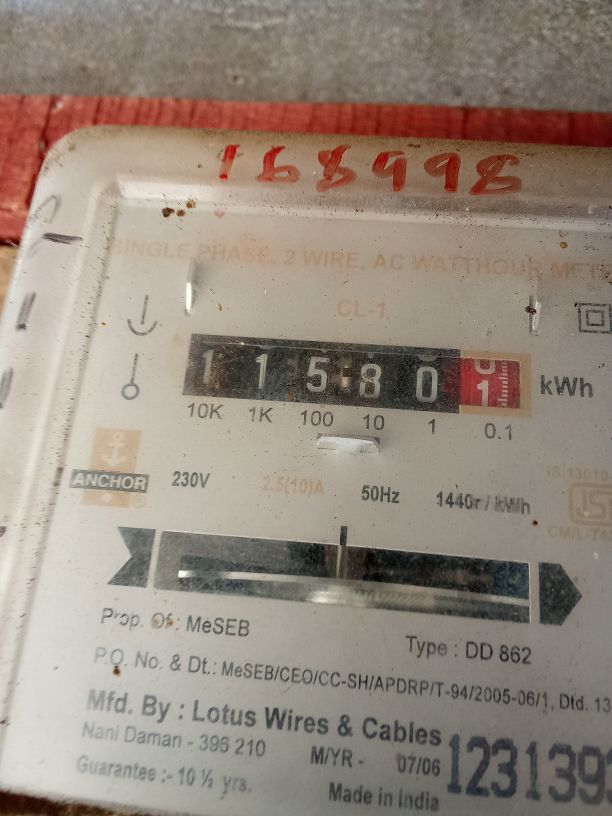 168998
SINGLE PHASE, 2 WIRE, AC WATTHOUR
CL-1
1 1 5 8 0 1 kWh
10K 1K 100 10 1 0.1
ANCHOR 230V 2.5(10)A 50Hz 1440r / kWh
Prop. Of : MeSEB
Type : DD 862
P.O. No. & Dt.: MeSEB/CEO/CC-SH/APDRP/T-94/2005-06/1, Dtd. 13
Mfd. By : Lotus Wires & Cables
Nani Daman - 396 210 M/YR - 07/06
Guarantee :- 10 ½ yrs. Made in India